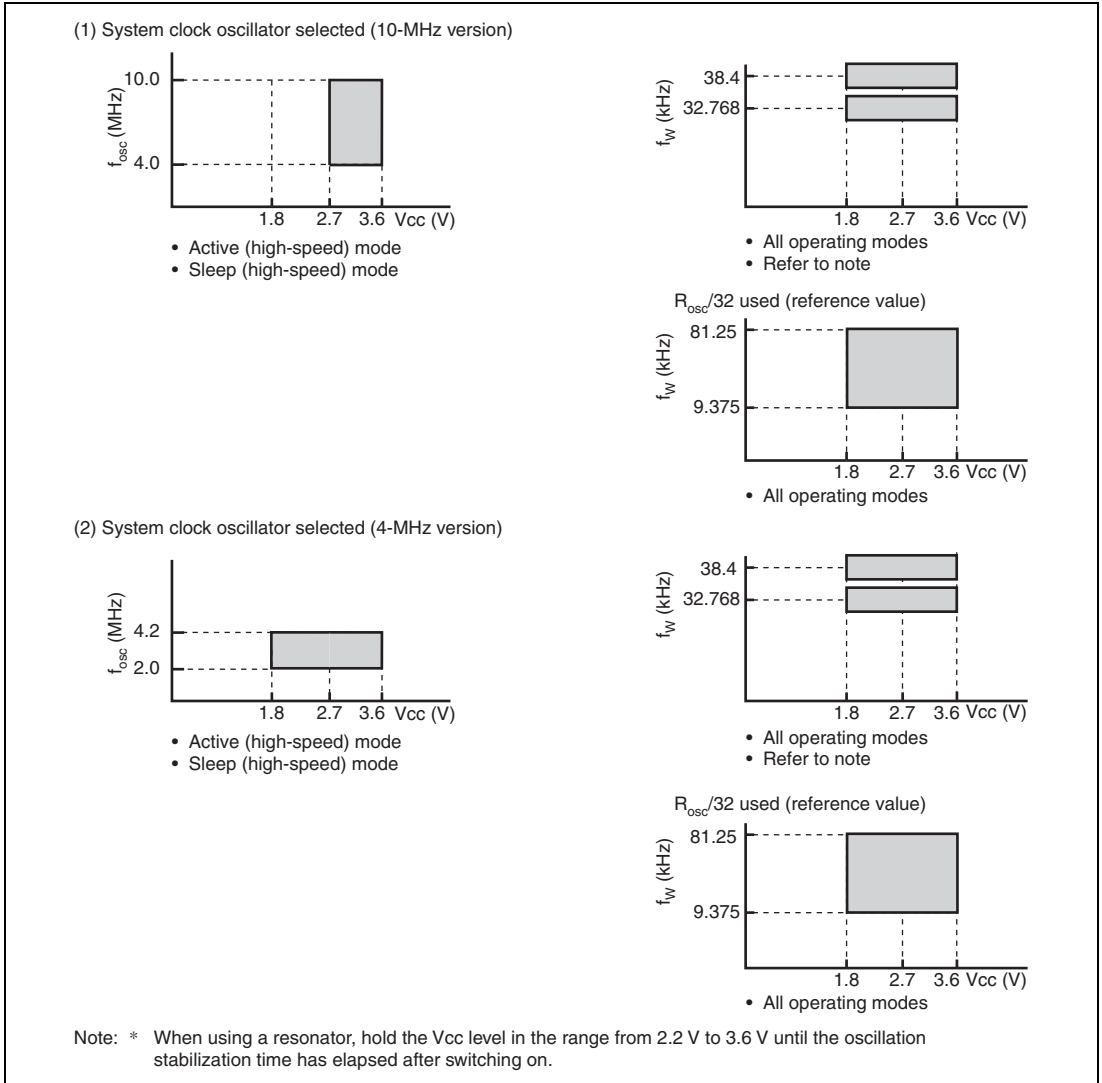 (1) System clock oscillator selected (10-MHz version)
10.0
4.0
fosc (MHz)
1.8 2.7 3.6 Vcc (V)
• Active (high-speed) mode
• Sleep (high-speed) mode
38.4
32.768
fW (kHz)
1.8 2.7 3.6 Vcc (V)
• All operating modes
• Refer to note
Rosc/32 used (reference value)
81.25
9.375
fW (kHz)
1.8 2.7 3.6 Vcc (V)
• All operating modes
(2) System clock oscillator selected (4-MHz version)
4.2
2.0
fosc (MHz)
1.8 2.7 3.6 Vcc (V)
• Active (high-speed) mode
• Sleep (high-speed) mode
38.4
32.768
fW (kHz)
1.8 2.7 3.6 Vcc (V)
• All operating modes
• Refer to note
Rosc/32 used (reference value)
81.25
9.375
fW (kHz)
1.8 2.7 3.6 Vcc (V)
• All operating modes
Note: * When using a resonator, hold the Vcc level in the range from 2.2 V to 3.6 V until the oscillation
stabilization time has elapsed after switching on.